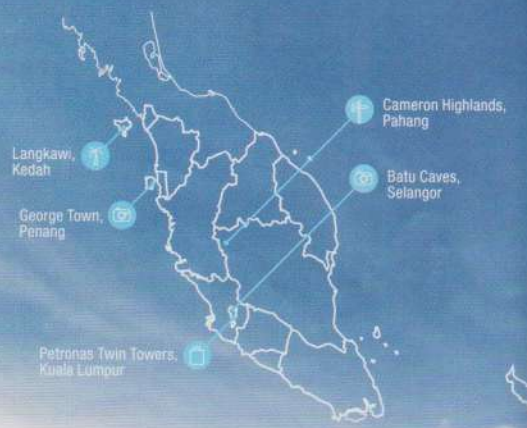 Langkawi,
Kedah
George Town,
Penang
Cameron Highlands,
Pahang
Batu Caves,
Selangor
Petronas Twin Towers,
Kuala Lumpur